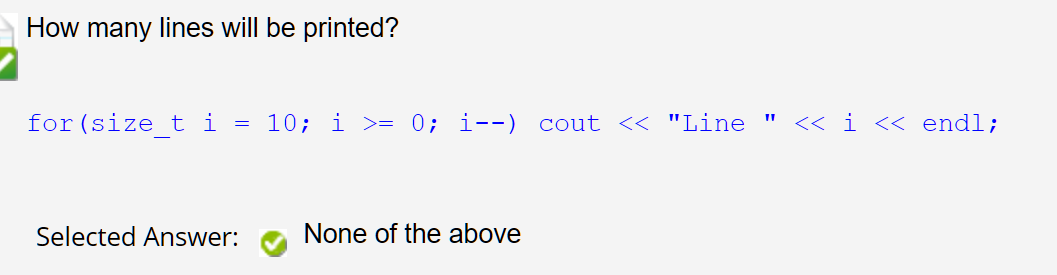 How many lines will be printed?
for(size_t i = 10; i >= 0; i--) cout << "Line " << i << endl;
Selected Answer: None of the above